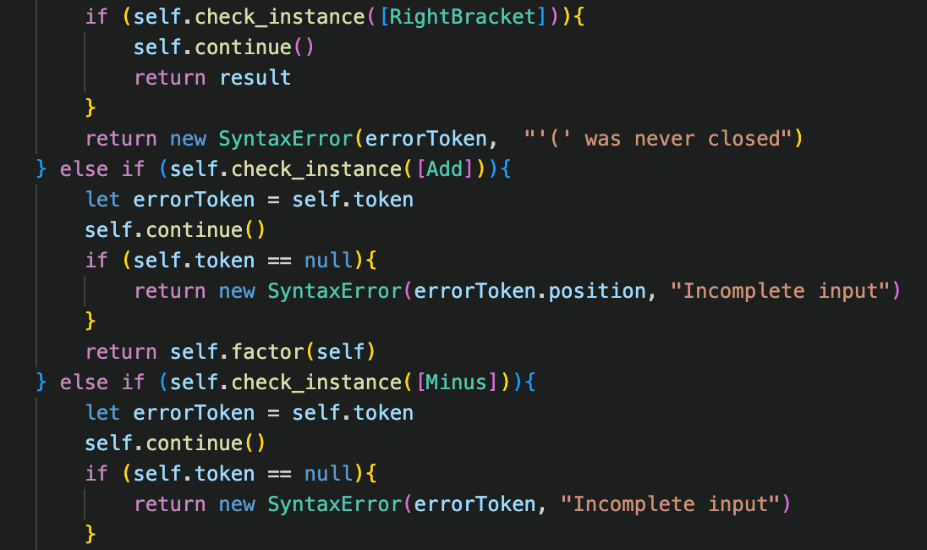 if (self.check_instance([RightBracket])){
self.continue()
return result
}
return new SyntaxError(errorToken,  "'(' was never closed")
} else if (self.check_instance([Add])){
let errorToken = self.token
self.continue()
if (self.token == null){
return new SyntaxError(errorToken.position, "Incomplete input")
}
return self.factor(self)
} else if (self.check_instance([Minus])){
let errorToken = self.token
self.continue()
if (self.token == null){
return new SyntaxError(errorToken, "Incomplete input")
}